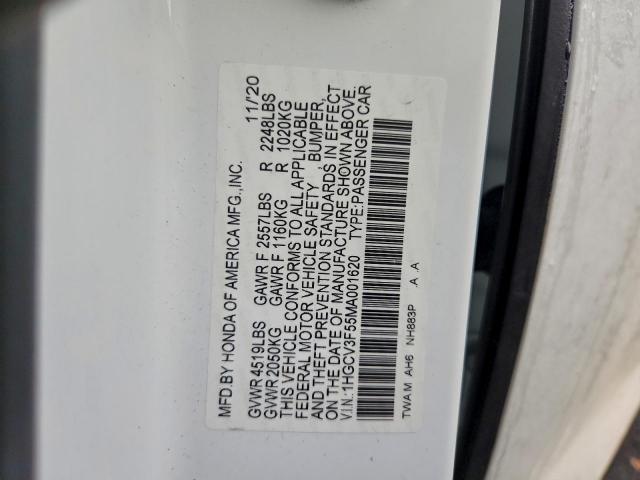 MFD.BY HONDA OF AMERICA MFG.,INC. 11/20
GVWR 4519LBS GAWR F 2557LBS R 2248LBS
GVWR 2050KG GAWR F 1160KG R 1020KG
THIS VEHICLE CONFORMS TO ALL APPLICABLE
FEDERAL MOTOR VEHICLE SAFETY, BUMPER,
AND THEFT PREVENTION STANDARDS IN EFFECT
ON THE DATE OF MANUFACTURE SHOWN ABOVE.
V.I.N.:1HGCV3F55MA001620 TYPE:PASSENGER CAR
TWA M AH6 NH883P A A